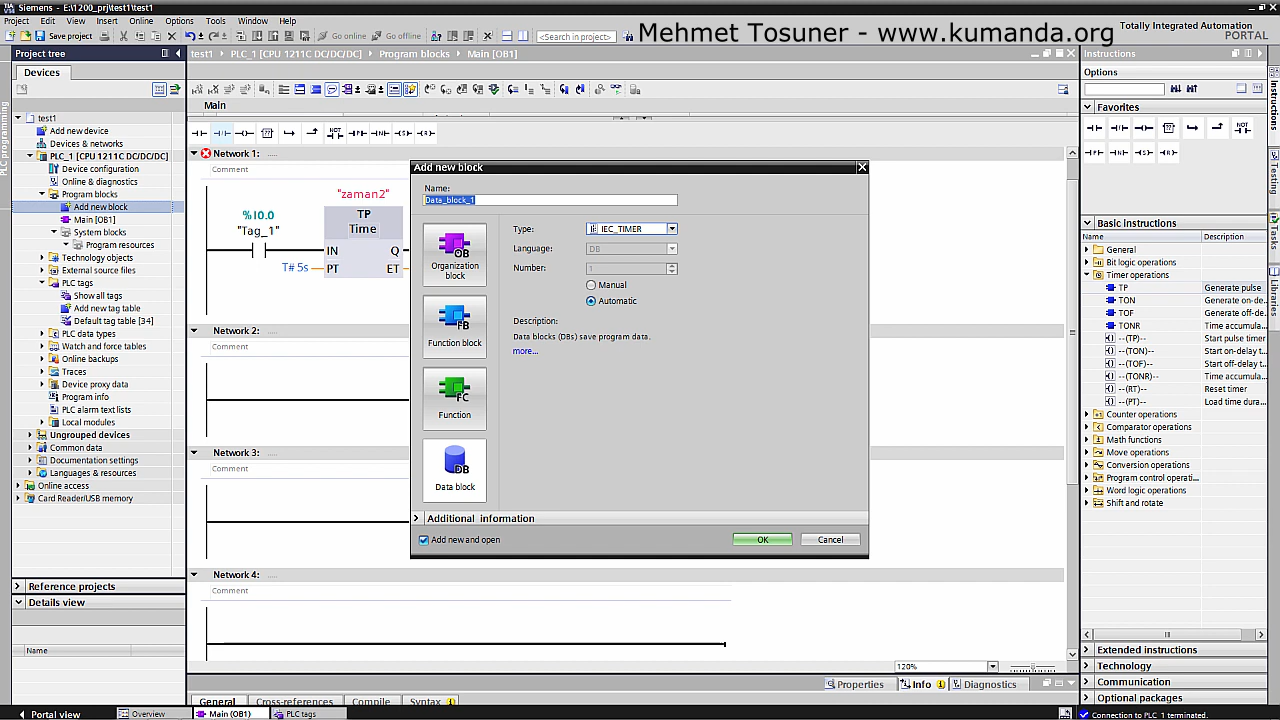 Siemens - E:\1200_prj\test1\test1
Mehmet Tosuner - www.kumanda.org
Project Edit View Insert Online Options Tools Window Help
Totally Integrated Automation
PORTAL
Save project
Go online
Go offline
<Search in project>
Project tree
test1 PLC_1 [CPU 1211C DC/DC/DC] Program blocks Main [OB1]
Instructions
Devices
Options
PLC programming
Main
Favorites
test1
Add new device
Devices & networks
PLC_1 [CPU 1211C DC/DC/DC]
Device configuration
Online & diagnostics
Program blocks
Add new block
Main [OB1]
System blocks
Program resources
Technology objects
External source files
PLC tags
Show all tags
Add new tag table
Default tag table [34]
PLC data types
Watch and force tables
Online backups
Traces
Device proxy data
Program info
PLC alarm text lists
Local modules
Ungrouped devices
Common data
Documentation settings
Languages & resources
Online access
Card Reader/USB memory
Reference projects
Details view
Name
Network 1: .....
Comment
"zaman2"
%I0.0
"Tag_1"
TP
Time
IN Q
T# 5s PT ET
Network 2: .....
Comment
Network 3: .....
Comment
Network 4: .....
Comment
Add new block
Name:
Data_block_1
OB
Organization
block
FB
Function block
FC
Function
DB
Data block
Type: IEC_TIMER
Language: DB
Number: 1
Manual
Automatic
Description:
Data blocks (DBs) save program data.
more...
Additional information
Add new and open
OK Cancel
120%
Properties Info Diagnostics
General Cross-references Compile Syntax
Basic instructions
Name Description
General
Bit logic operations
Timer operations
TP Generate pulse
TON Generate on-de..
TOF Generate off-de..
TONR Time accumula..
--(TP)-- Start pulse timer
--(TON)-- Start on-delay t..
--(TOF)-- Start off-delay t..
--(TONR)-- Time accumula..
--(RT)-- Reset timer
--(PT)-- Load time dura..
Counter operations
Comparator operations
Math functions
Move operations
Conversion operations
Program control operati...
Word logic operations
Shift and rotate
Extended instructions
Technology
Communication
Optional packages
Instructions
Testing
Tasks
Libraries
Portal view Overview Main (OB1) PLC tags
Connection to PLC_1 terminated.